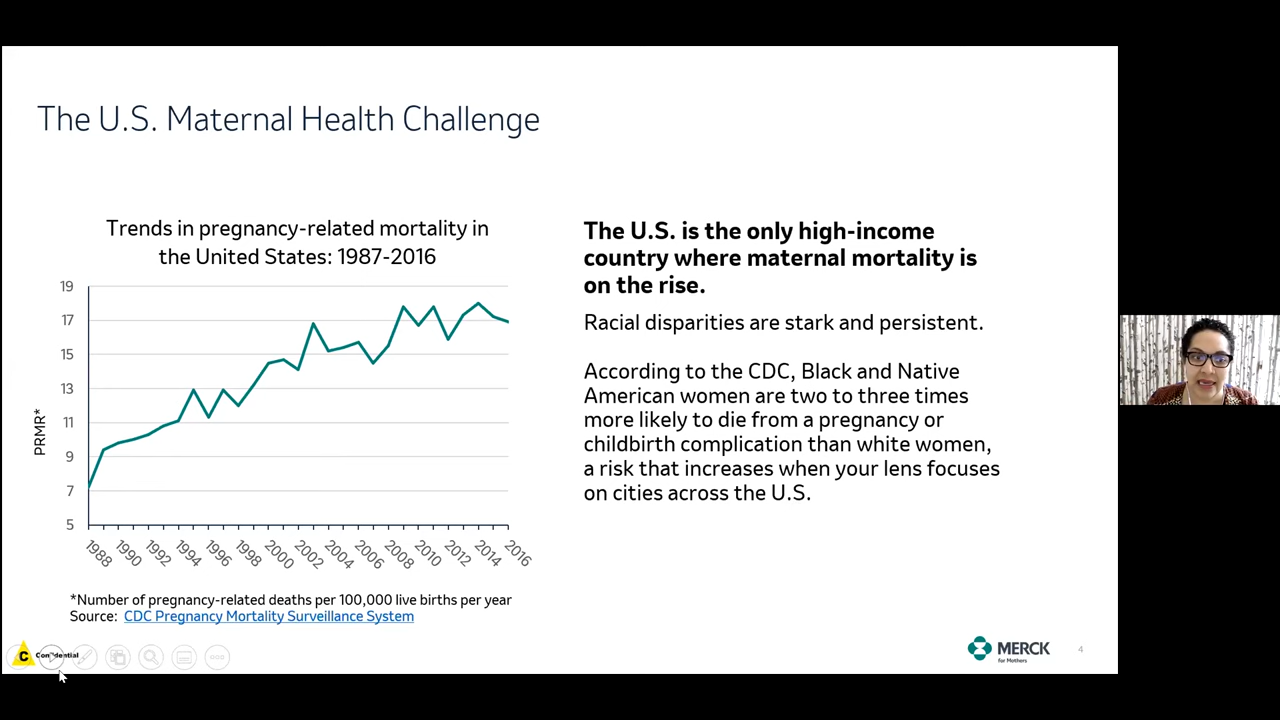 The U.S. Maternal Health Challenge
Trends in pregnancy-related mortality in
the United States: 1987-2016
19
17
15
13
11
9
7
5
PRMR*
1988
1990
1992
1994
1996
1998
2000
2002
2004
2006
2008
2010
2012
2014
2016
*Number of pregnancy-related deaths per 100,000 live births per year
Source: CDC Pregnancy Mortality Surveillance System
The U.S. is the only high-income
country where maternal mortality is
on the rise.
Racial disparities are stark and persistent.
According to the CDC, Black and Native
American women are two to three times
more likely to die from a pregnancy or
childbirth complication than white women,
a risk that increases when your lens focuses
on cities across the U.S.
C Confidential
MERCK
for Mothers
4